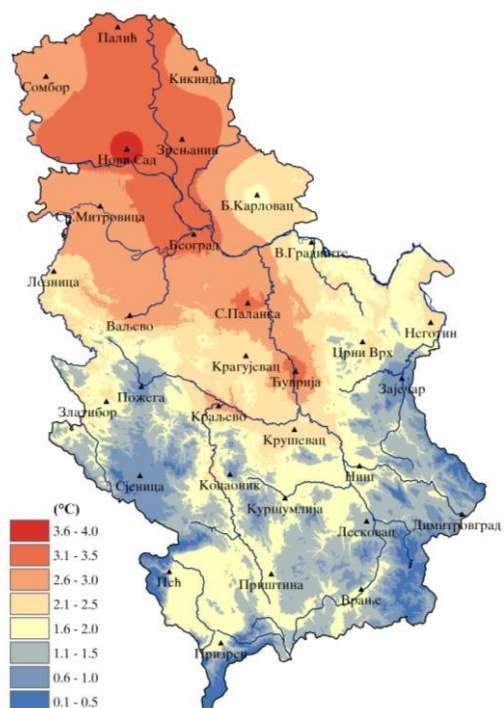 Палић
Сомбор
Кикинда
Зрењанин
Нови Сад
Ср.Митровица
Б.Карловац
Београд
В.Градиште
Лозница
С.Паланка
Ваљево
Неготин
Црни Врх
Крагујевац
Ћуприја
Зајечар
Пожега
Златибор
Краљево
Крушевац
Ниш
Сјеница
Копаоник
Куршумлија
Димитровград
Лесковац
Пећ
Приштина
Врање
Призрен
(°C)
3.6 - 4.0
3.1 - 3.5
2.6 - 3.0
2.1 - 2.5
1.6 - 2.0
1.1 - 1.5
0.6 - 1.0
0.1 - 0.5